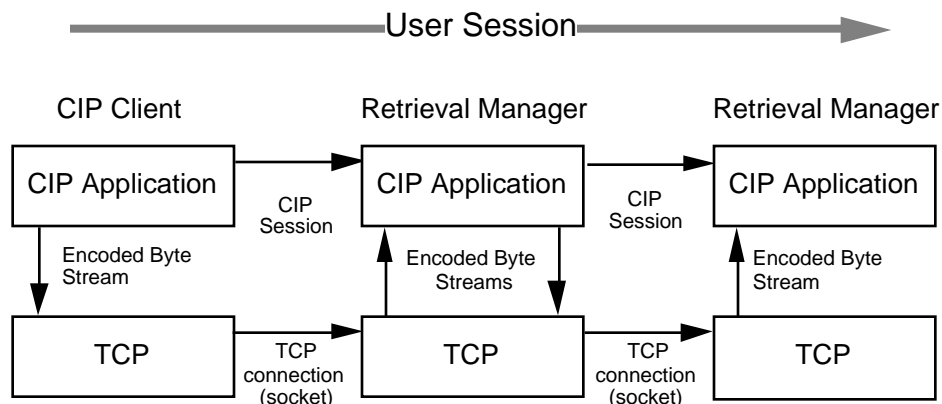 User Session
CIP Client
Retrieval Manager
Retrieval Manager
CIP Application
CIP Application
CIP Application
CIP
Session
CIP
Session
Encoded Byte
Stream
Encoded Byte
Streams
Encoded Byte
Stream
TCP
TCP
TCP
TCP
connection
(socket)
TCP
connection
(socket)